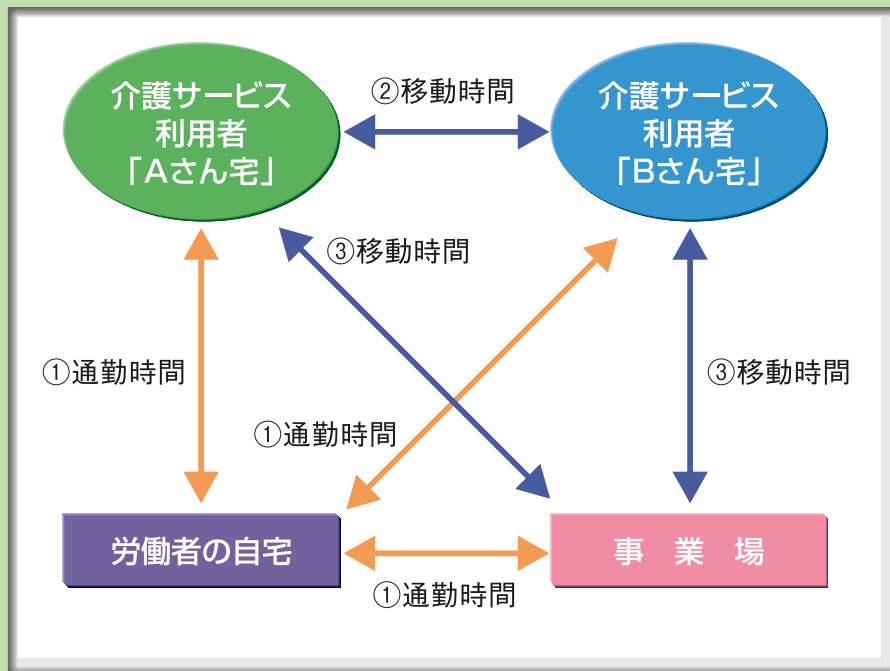 介護サービス
利用者
「Aさん宅」
②移動時間
介護サービス
利用者
「Bさん宅」
③移動時間
①通勤時間
③移動時間
①通勤時間
労働者の自宅
事　業　場
①通勤時間